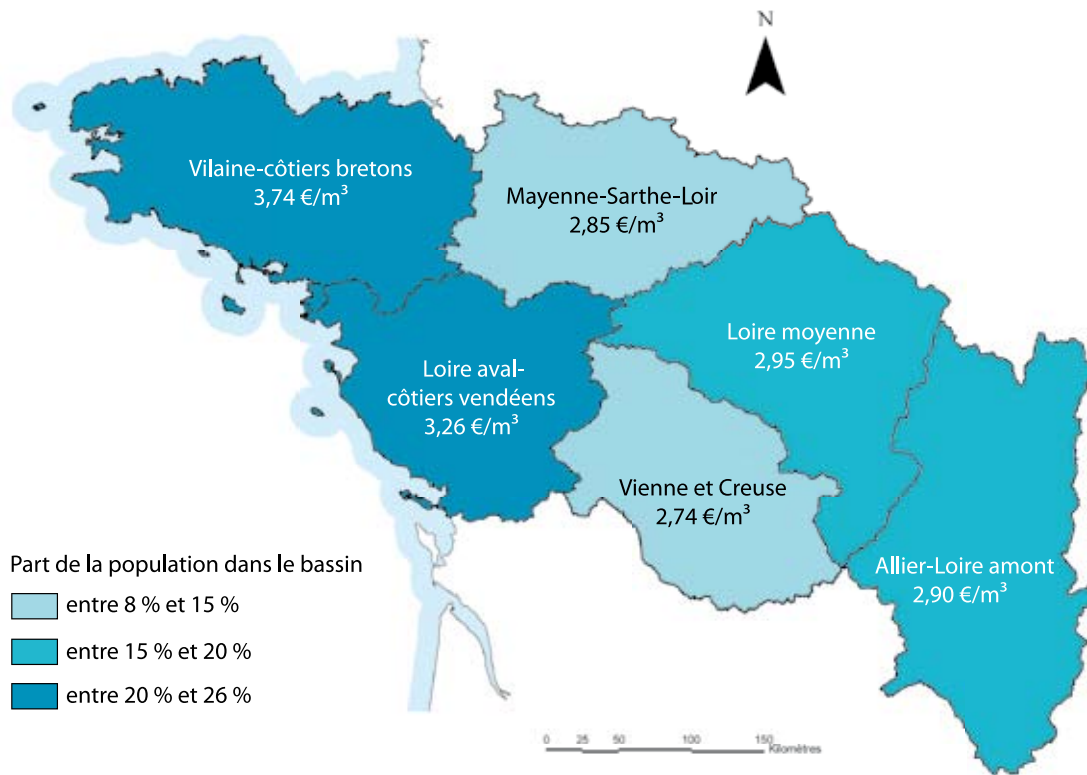 N
Vilaine-côtiers bretons
3,74 €/m³
Mayenne-Sarthe-Loir
2,85 €/m³
Loire moyenne
2,95 €/m³
Loire aval-
côtiers vendéens
3,26 €/m³
Vienne et Creuse
2,74 €/m³
Allier-Loire amont
2,90 €/m³
Part de la population dans le bassin
entre 8 % et 15 %
entre 15 % et 20 %
entre 20 % et 26 %
0 25 50 100 150
Kilomètres